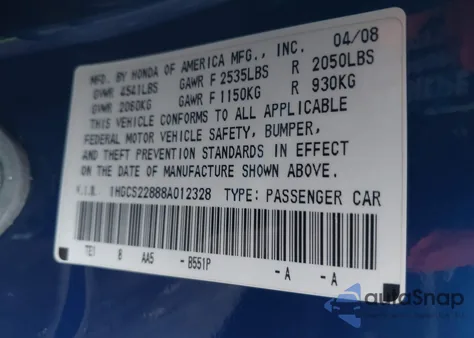 MFD. BY HONDA OF AMERICA MFG., INC. 04/08
GVWR 4541LBS GAWR F 2535LBS R 2050LBS
GVWR 2060KG GAWR F 1150KG R 930KG
THIS VEHICLE CONFORMS TO ALL APPLICABLE
FEDERAL MOTOR VEHICLE SAFETY, BUMPER,
AND THEFT PREVENTION STANDARDS IN EFFECT
ON THE DATE OF MANUFACTURE SHOWN ABOVE.
V.I.N. 1HGCS22888A012328 TYPE: PASSENGER CAR
TE1 B AA5 - B551P - A - A
autoSnap